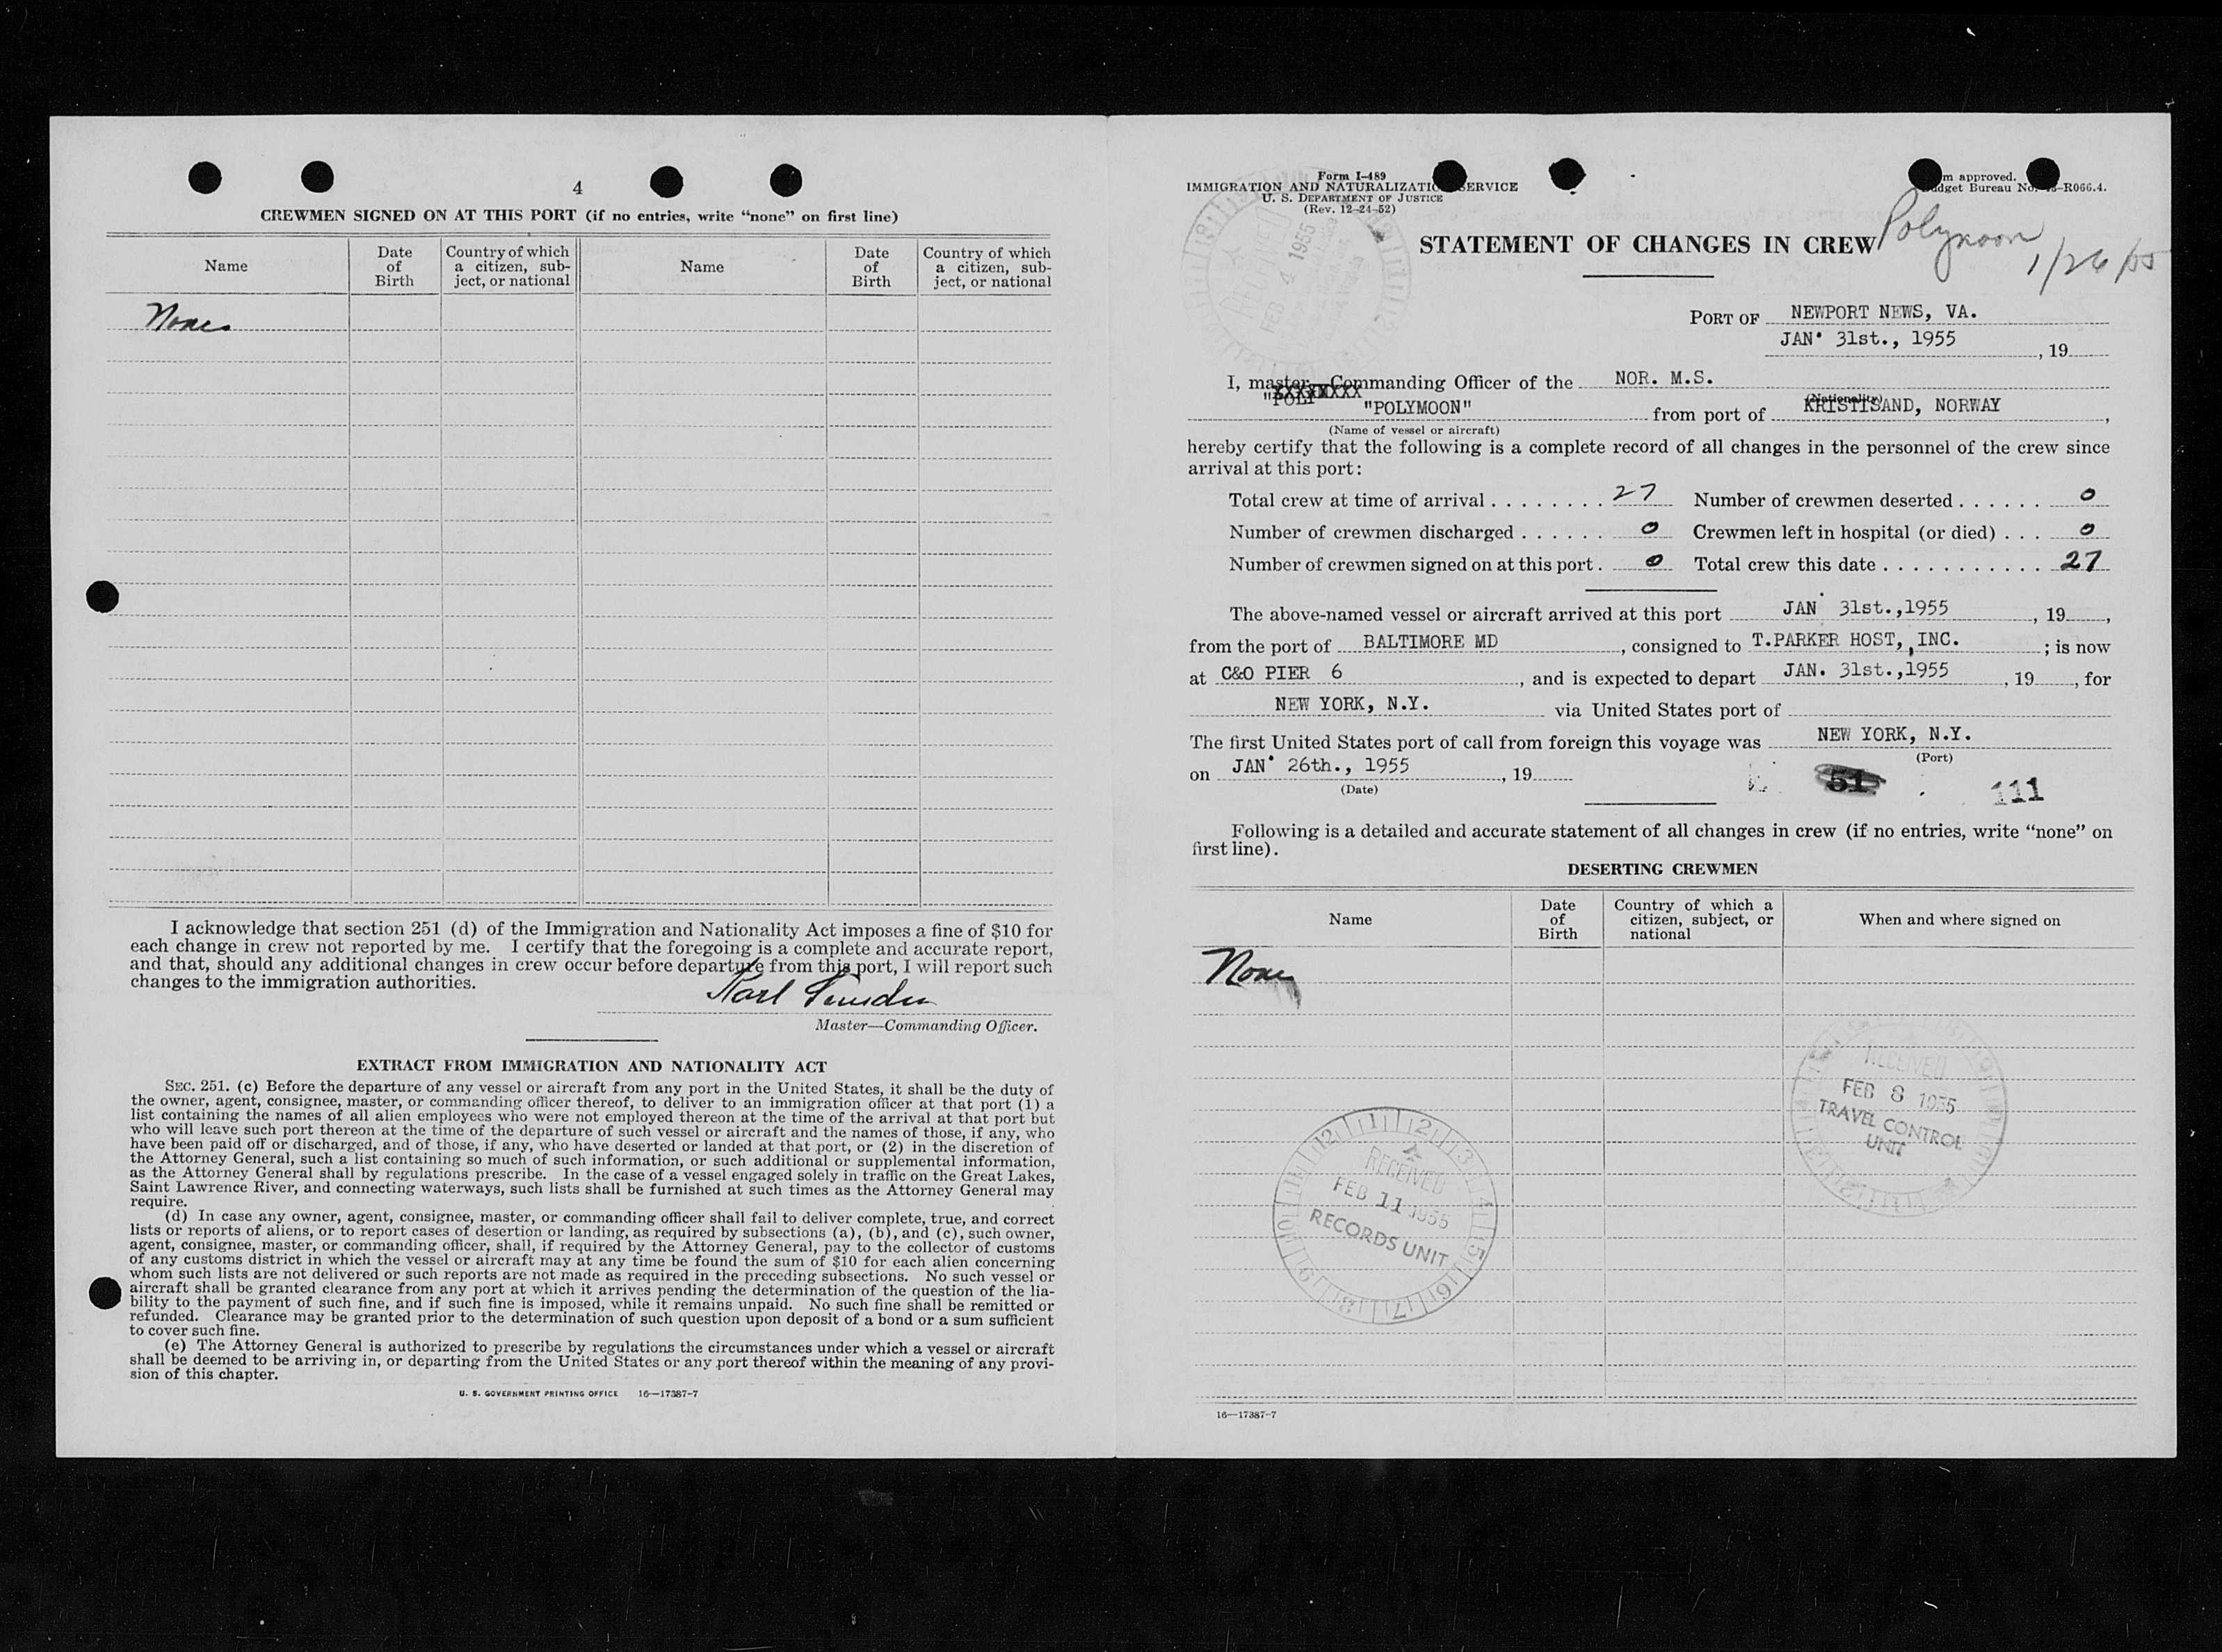 4
CREWMEN SIGNED ON AT THIS PORT (if no entries, write “none” on first line)
Name
Date of Birth
Country of which a citizen, sub-ject, or national
Name
Date of Birth
Country of which a citizen, sub-ject, or national
None
I acknowledge that section 251 (d) of the Immigration and Nationality Act imposes a fine of $10 for
each change in crew not reported by me. I certify that the foregoing is a complete and accurate report,
and that, should any additional changes in crew occur before departure from this port, I will report such
changes to the immigration authorities.
Karl
Master—Commanding Officer.
EXTRACT FROM IMMIGRATION AND NATIONALITY ACT
SEC. 251. (c) Before the departure of any vessel or aircraft from any port in the United States, it shall be the duty of
the owner, agent, consignee, master, or commanding officer thereof, to deliver to an immigration officer at that port (1) a
list containing the names of all alien employees who were not employed thereon at the time of the arrival at that port but
who will leave such port thereon at the time of the departure of such vessel or aircraft and the names of those, if any, who
have been paid off or discharged, and of those, if any, who have deserted or landed at that port, or (2) in the discretion of
the Attorney General, such a list containing so much of such information, or such additional or supplemental information,
as the Attorney General shall by regulations prescribe. In the case of a vessel engaged solely in traffic on the Great Lakes,
Saint Lawrence River, and connecting waterways, such lists shall be furnished at such times as the Attorney General may
require.
(d) In case any owner, agent, consignee, master, or commanding officer shall fail to deliver complete, true, and correct
lists or reports of aliens, or to report cases of desertion or landing, as required by subsections (a), (b), and (c), such owner,
agent, consignee, master, or commanding officer, shall, if required by the Attorney General, pay to the collector of customs
of any customs district in which the vessel or aircraft may at any time be found the sum of $10 for each alien concerning
whom such lists are not delivered or such reports are not made as required in the preceding subsections. No such vessel or
aircraft shall be granted clearance from any port at which it arrives pending the determination of the question of the lia-
bility to the payment of such fine, and if such fine is imposed, while it remains unpaid. No such fine shall be remitted or
refunded. Clearance may be granted prior to the determination of such question upon deposit of a bond or a sum sufficient
to cover such fine.
(e) The Attorney General is authorized to prescribe by regulations the circumstances under which a vessel or aircraft
shall be deemed to be arriving in, or departing from the United States or any port thereof within the meaning of any provi-
sion of this chapter.
U. S. GOVERNMENT PRINTING OFFICE 16—17387-7
Form I-489
IMMIGRATION AND NATURALIZATION SERVICE
U. S. DEPARTMENT OF JUSTICE
(Rev. 12-24-52)
approved.
Bureau No. -R066.4.
FEB 4 1955
STATEMENT OF CHANGES IN CREW
Polymoon
1/26/55
PORT OF NEWPORT NEWS, VA.
JAN' 31st., 1955, 19
I, master—Commanding Officer of the NOR. M.S.
(Nationality)
"POLY "POLYMOON" from port of KRISTISAND, NORWAY,
(Name of vessel or aircraft)
hereby certify that the following is a complete record of all changes in the personnel of the crew since
arrival at this port:
Total crew at time of arrival 27 Number of crewmen deserted 0
Number of crewmen discharged 0 Crewmen left in hospital (or died) 0
Number of crewmen signed on at this port 0 Total crew this date 27
The above-named vessel or aircraft arrived at this port JAN' 31st.,1955, 19,
from the port of BALTIMORE MD, consigned to T.PARKER HOST, INC.; is now
at C&O PIER 6, and is expected to depart JAN. 31st.,1955, 19, for
NEW YORK, N.Y. via United States port of
The first United States port of call from foreign this voyage was NEW YORK, N.Y.
(Port)
on JAN' 26th., 1955, 19
(Date)
51 111
Following is a detailed and accurate statement of all changes in crew (if no entries, write “none” on
first line).
DESERTING CREWMEN
Name
Date of Birth
Country of which a citizen, subject, or national
When and where signed on
None
RECEIVED
FEB 8 1955
TRAVEL CONTROL
UNIT
RECEIVED
FEB 11 1955
RECORDS UNIT
16—17387-7